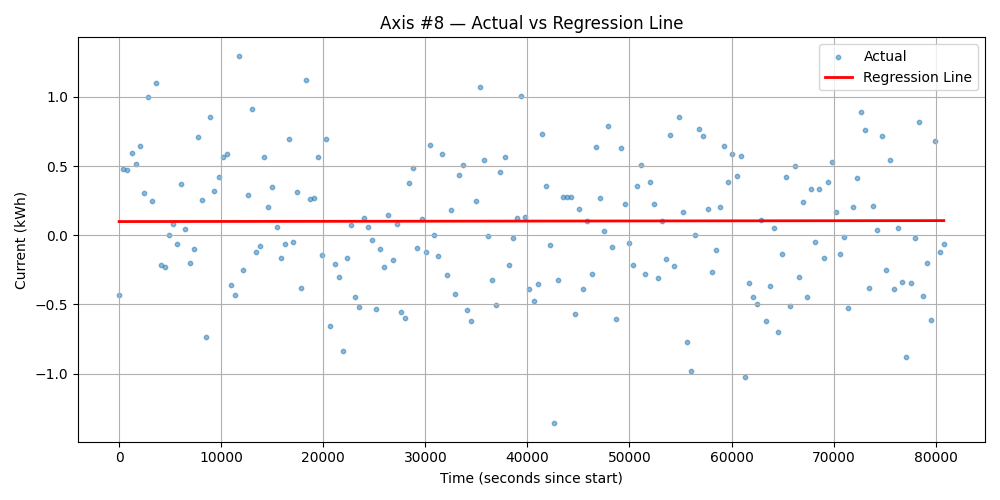 Axis #8 — Actual vs Regression Line
Actual
Regression Line
Current (kWh)
1.0
0.5
0.0
−0.5
−1.0
0 10000 20000 30000 40000 50000 60000 70000 80000
Time (seconds since start)